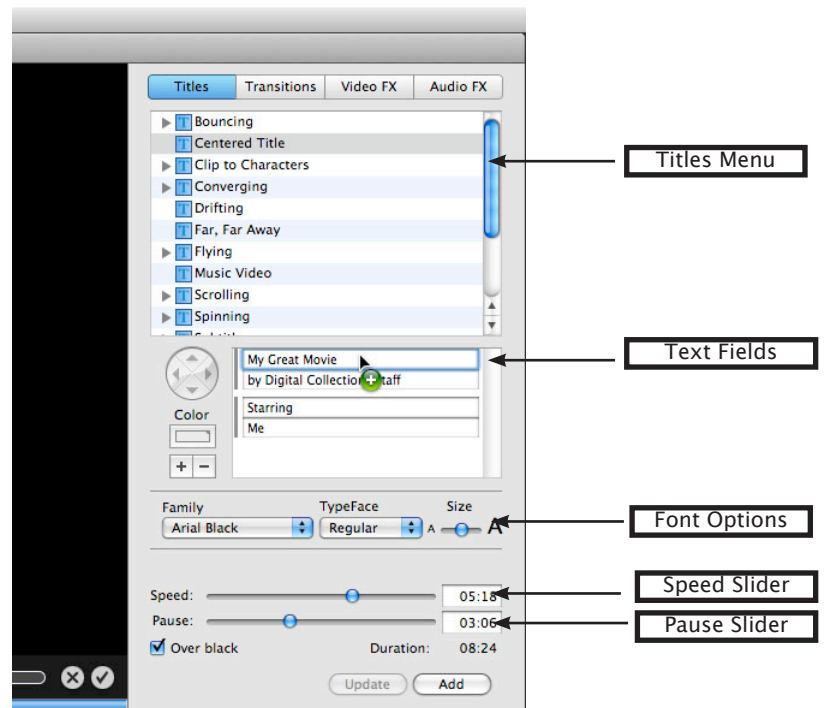 Titles Transitions Video FX Audio FX
Bouncing
Centered Title
Clip to Characters
Converging
Drifting
Far, Far Away
Flying
Music Video
Scrolling
Spinning
Titles Menu
My Great Movie
by Digital Collection
Text Fields
Color
Starring
Me
+ −
Family TypeFace Size
Arial Black Regular A A
Font Options
Speed: 05:18
Speed Slider
Pause: 03:06
Pause Slider
Over black Duration: 08:24
Update Add